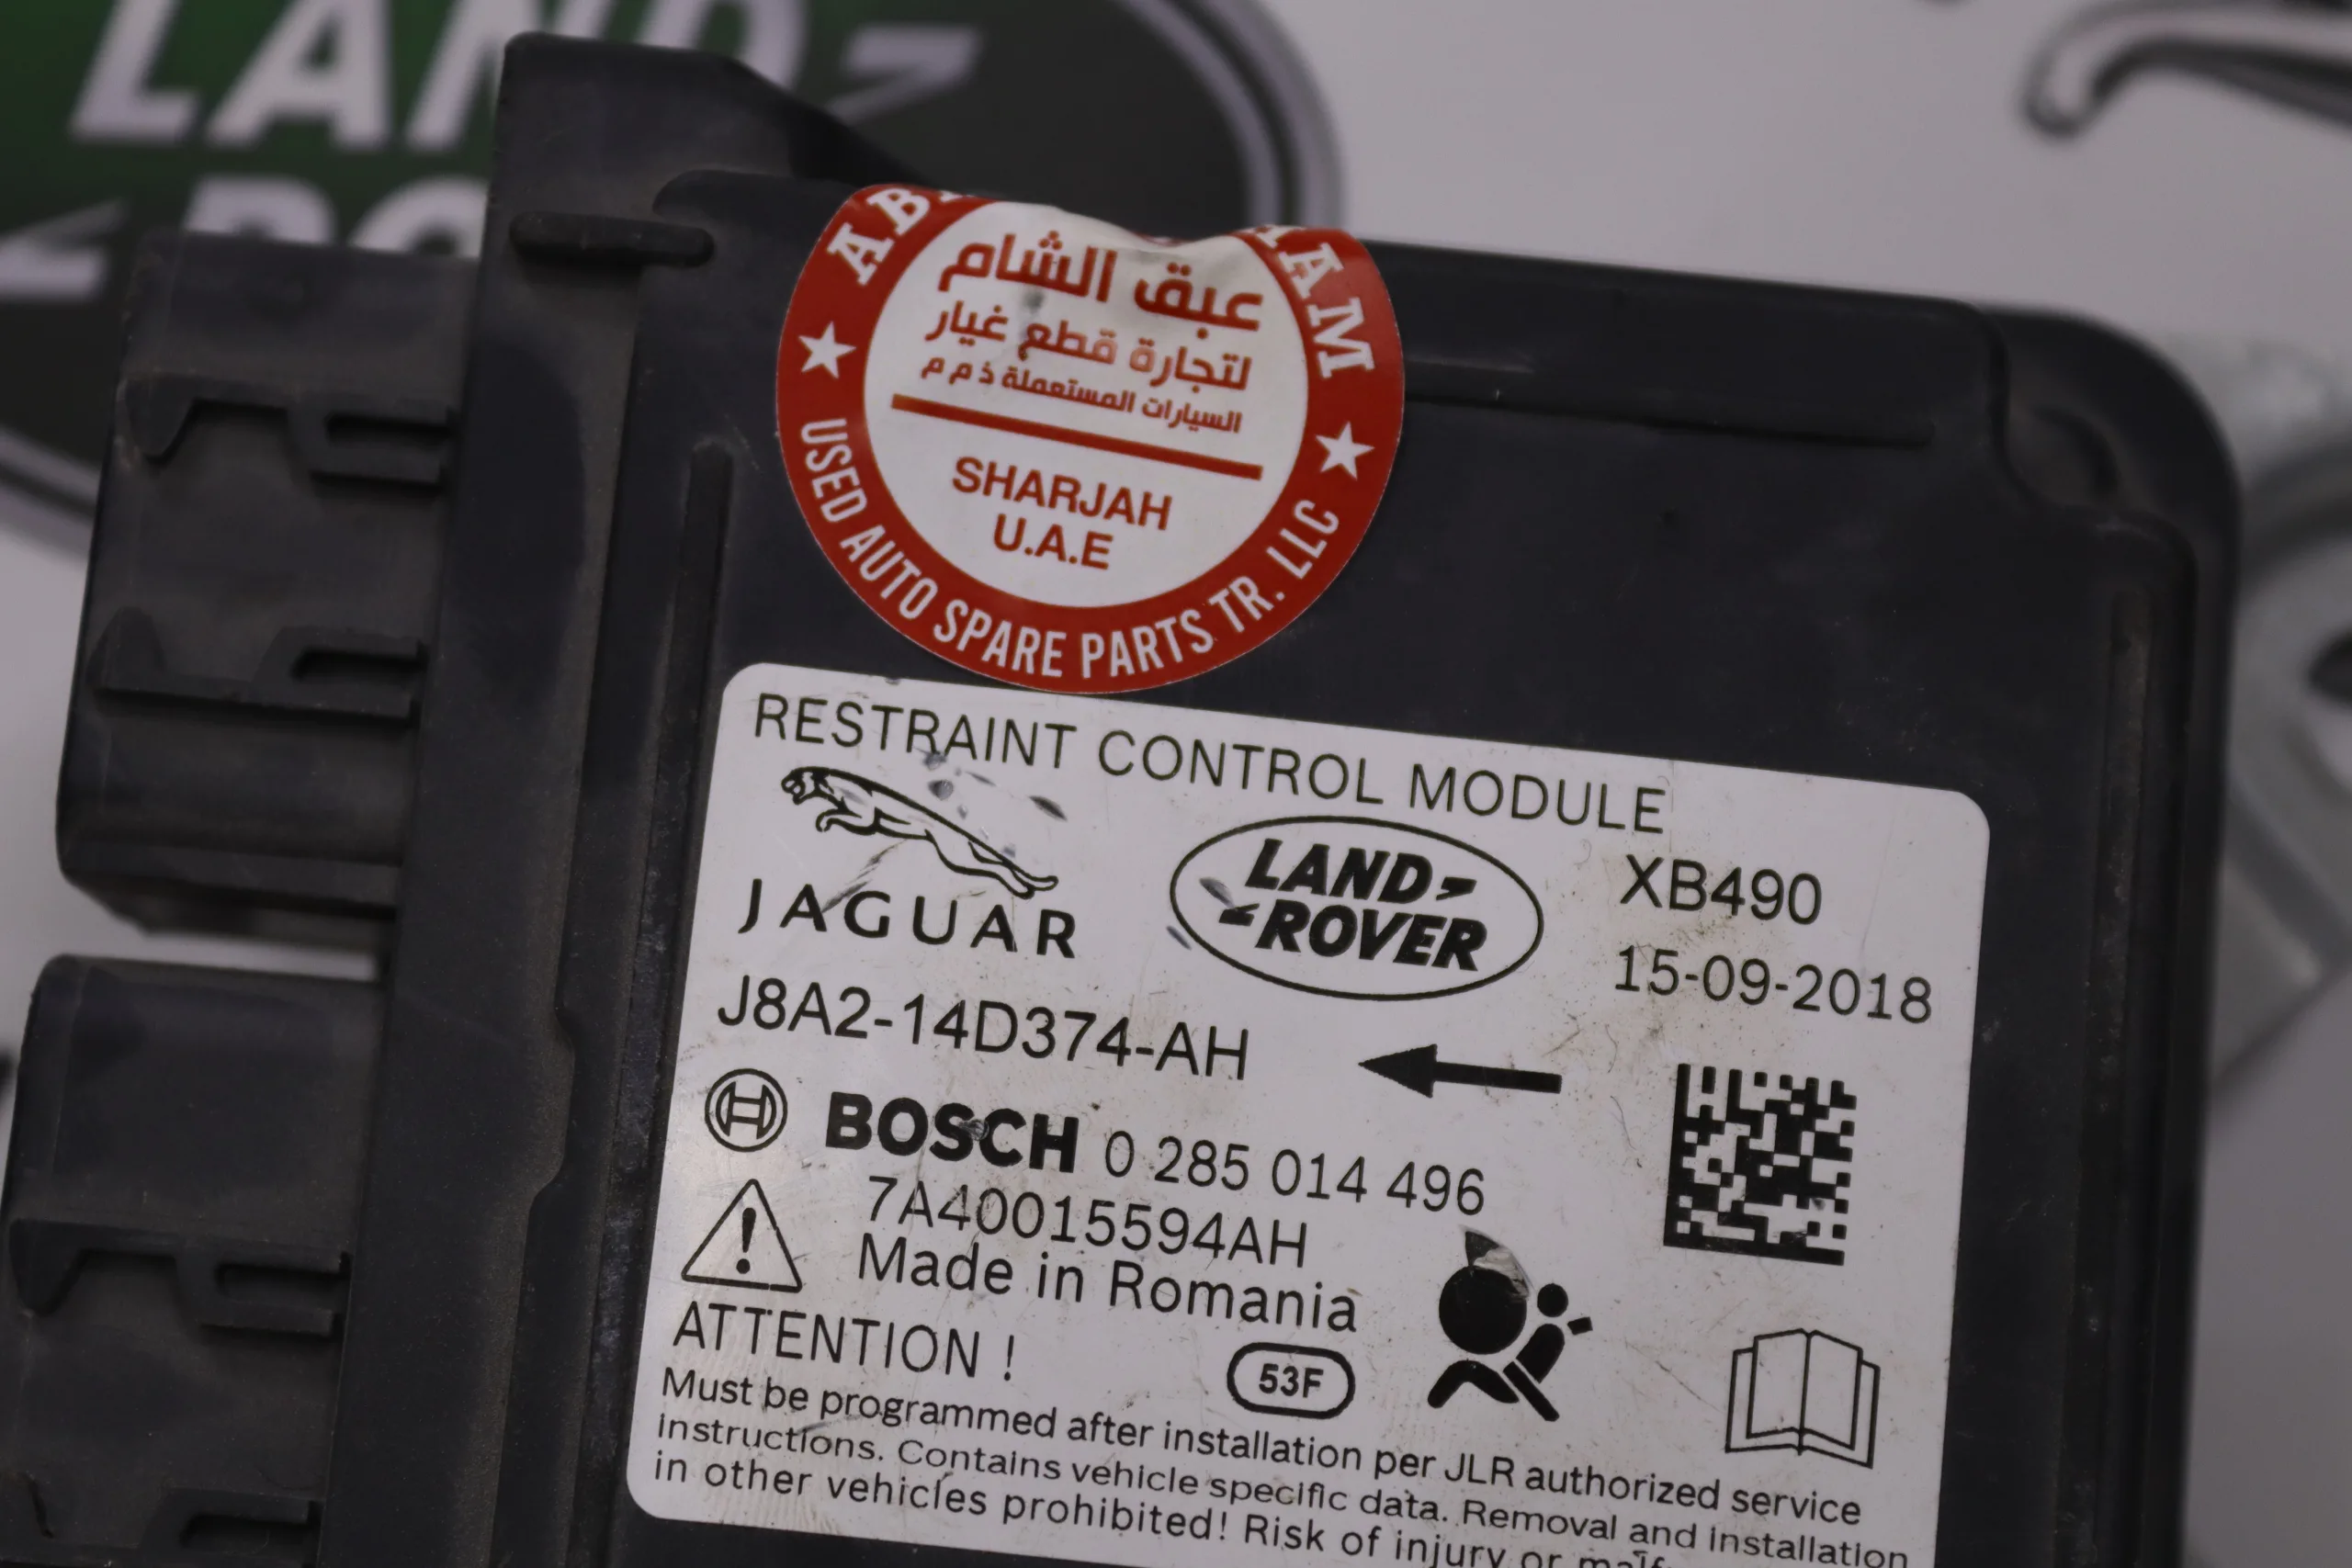 LAND
عبق الشام
لتجارة قطع غيار
السيارات المستعملة ذ م م
SHARJAH
U.A.E
USED AUTO SPARE PARTS TR. LLC
RESTRAINT CONTROL MODULE
JAGUAR
LAND
ROVER
XB490
15-09-2018
J8A2-14D374-AH
BOSCH 0 285 014 496
7A40015594AH
Made in Romania
ATTENTION !
53F
Must be programmed after installation per JLR authorized service
instructions. Contains vehicle specific data. Removal and installation
in other vehicles prohibited! Risk of injury or